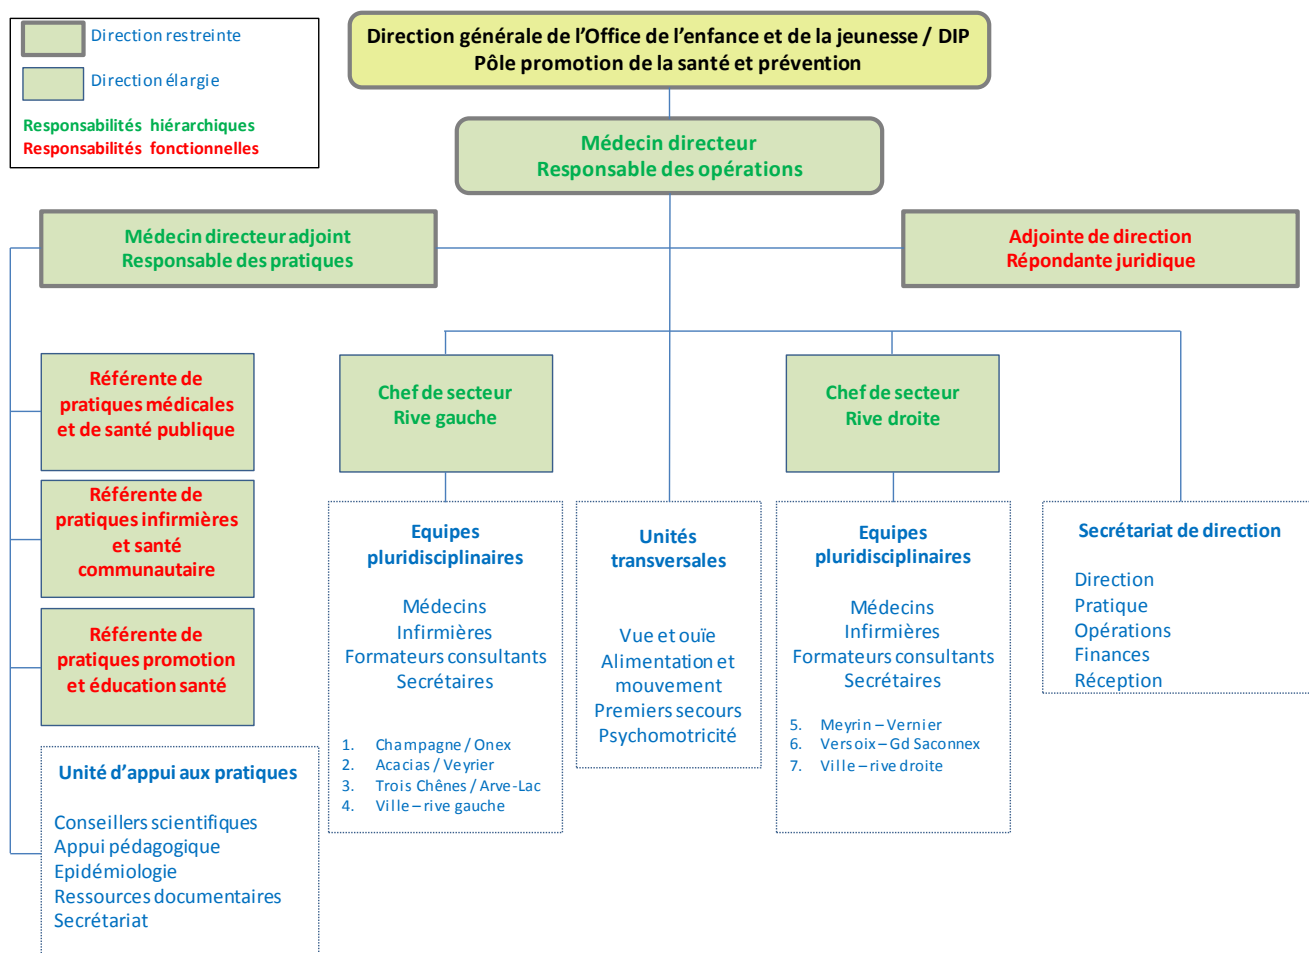 Direction restreinte
Direction élargie
Responsabilités hiérarchiques
Responsabilités fonctionnelles
Direction générale de l'Office de l'enfance et de la jeunesse / DIP
Pôle promotion de la santé et prévention
Médecin directeur
Responsable des opérations
Médecin directeur adjoint
Responsable des pratiques
Adjointe de direction
Répondante juridique
Référente de
pratiques médicales
et de santé publique
Référente de
pratiques infirmières
et santé
communautaire
Référente de
pratiques promotion
et éducation santé
Unité d'appui aux pratiques
Conseillers scientifiques
Appui pédagogique
Epidémiologie
Ressources documentaires
Secrétariat
Chef de secteur
Rive gauche
Equipes
pluridisciplinaires
Médecins
Infirmières
Formateurs consultants
Secrétaires
1. Champagne / Onex
2. Acacias / Veyrier
3. Trois Chênes / Arve-Lac
4. Ville – rive gauche
Unités
transversales
Vue et ouïe
Alimentation et
mouvement
Premiers secours
Psychomotricité
Chef de secteur
Rive droite
Equipes
pluridisciplinaires
Médecins
Infirmières
Formateurs consultants
Secrétaires
5. Meyrin – Vernier
6. Versoix – Gd Saconnex
7. Ville – rive droite
Secrétariat de direction
Direction
Pratique
Opérations
Finances
Réception